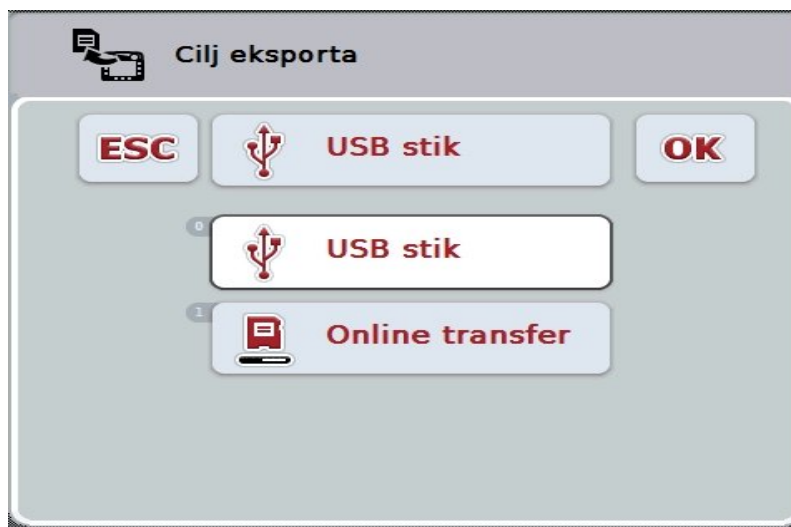 Cilj eksporta
ESC
USB stik
OK
0
USB stik
1
Online transfer